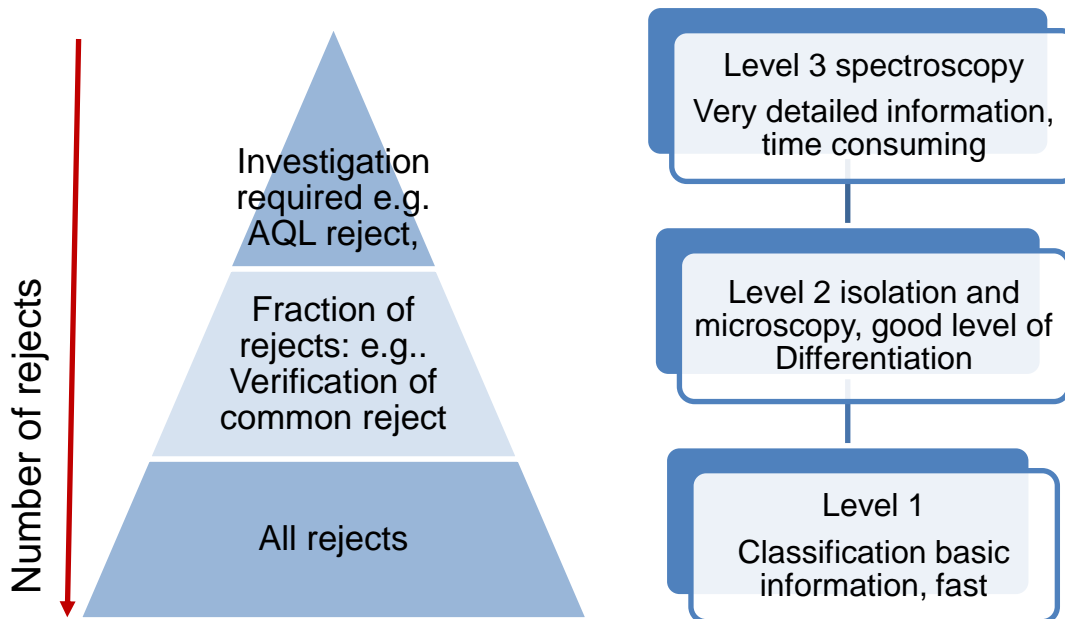 Number of rejects
Investigation
required e.g.
AQL reject,
Fraction of
rejects: e.g..
Verification of
common reject
All rejects
Level 3 spectroscopy
Very detailed information,
time consuming
Level 2 isolation and
microscopy, good level of
Differentiation
Level 1
Classification basic
information, fast